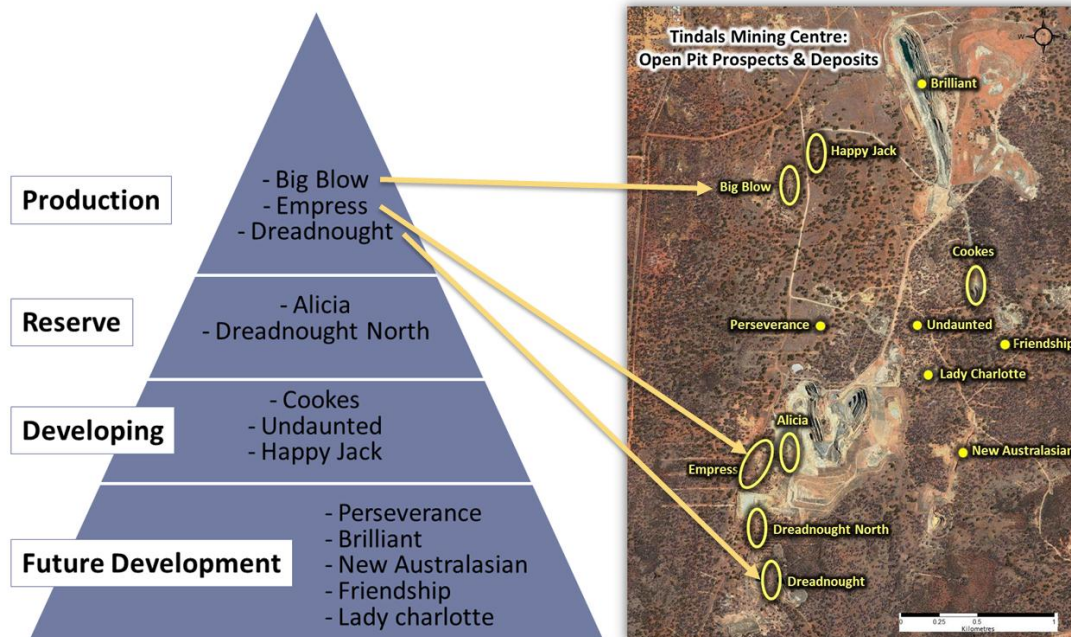 Production
- Big Blow
- Empress
- Dreadnought
Reserve
- Alicia
- Dreadnought North
Developing
- Cookes
- Undaunted
- Happy Jack
Future Development
- Perseverance
- Brilliant
- New Australasian
- Friendship
- Lady charlotte
Tindals Mining Centre:
Open Pit Prospects & Deposits
W N E S
Brilliant
Happy Jack
Big Blow
Cookes
Perseverance
Undaunted
Friendship
Lady Charlotte
Alicia
Empress
New Australasian
Dreadnought North
Dreadnought
0 0.25 0.5 1
Kilometres